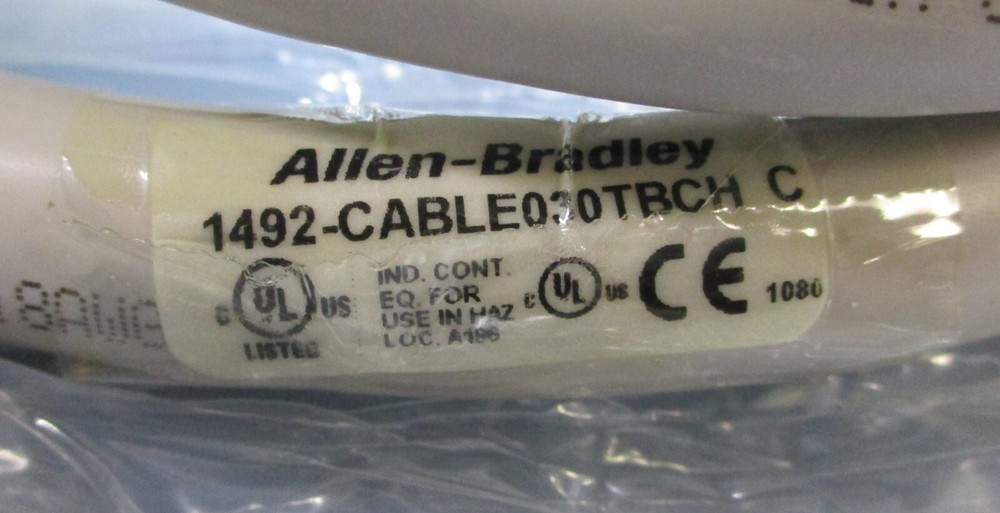 Allen-Bradley
1492-CABLE030TBCH C
c UL US
LISTED
IND. CONT.
EQ. FOR
USE IN HAZ
LOC. A196
c UL us
CE
1080